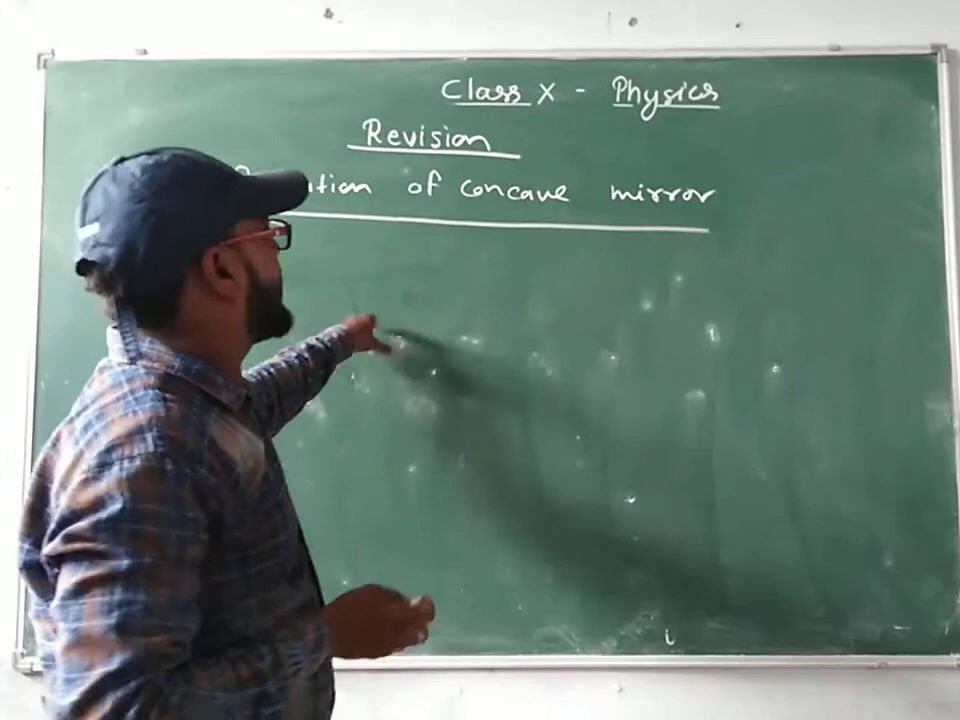 Class X - Physics
Revision
of concave mirror